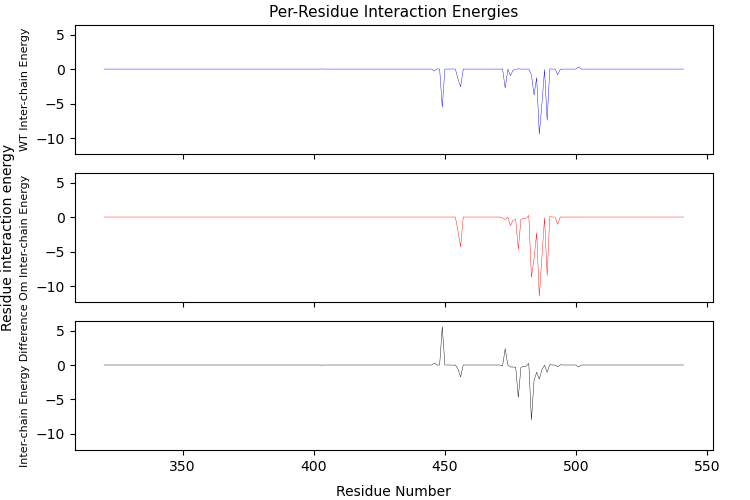 Per-Residue Interaction Energies
Residue interaction energy
WT Inter-chain Energy
5
0
−5
−10
Om Inter-chain Energy
5
0
−5
−10
Inter-chain Energy Difference
5
0
−5
−10
350
400
450
500
550
Residue Number